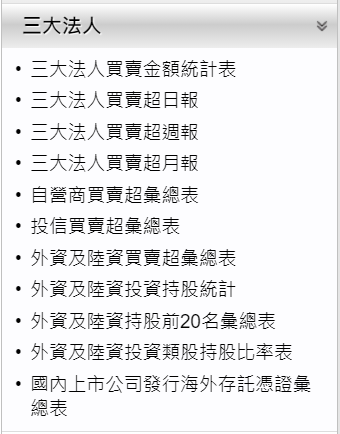 三大法人
三大法人買賣金額統計表
三大法人買賣超日報
三大法人買賣超週報
三大法人買賣超月報
自營商買賣超彙總表
投信買賣超彙總表
外資及陸資買賣超彙總表
外資及陸資投資持股統計
外資及陸資持股前20名彙總表
外資及陸資投資類股持股比率表
國內上市公司發行海外存託憑證彙
總表